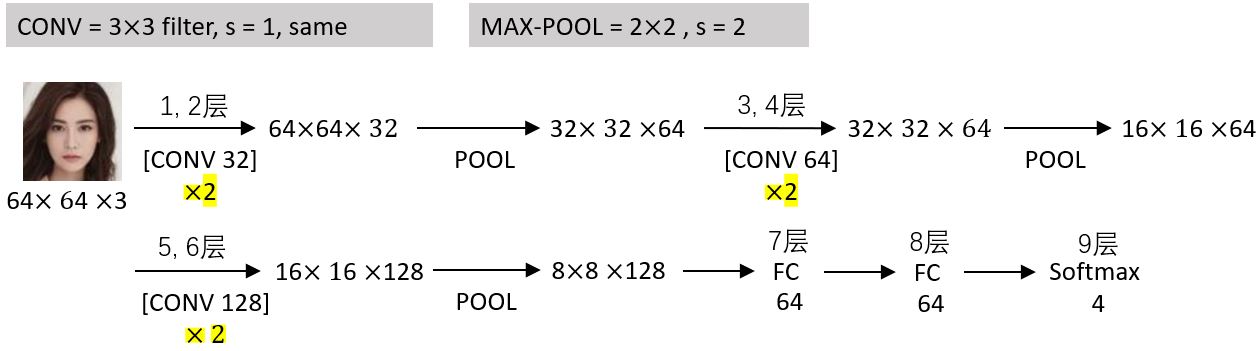 CONV = 3×3 filter, s = 1, same
MAX-POOL = 2×2 , s = 2
1, 2层
3, 4层
64×64× 32
32× 32 ×64
32× 32 × 64
16× 16 ×64
[CONV 32]
POOL
[CONV 64]
POOL
×2
×2
64× 64 ×3
5, 6层
7层
8层
9层
16× 16 ×128
8×8 ×128
FC
FC
Softmax
[CONV 128]
POOL
64
64
4
× 2